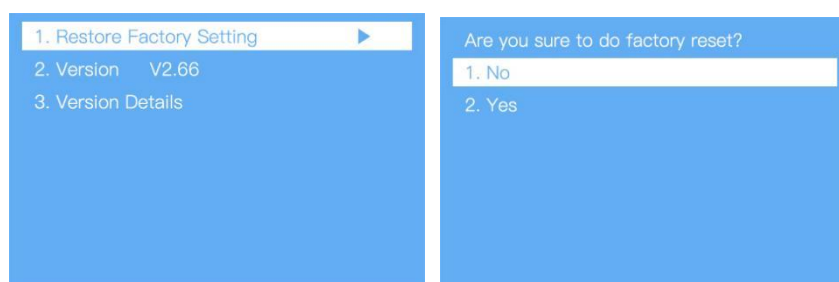 1. Restore Factory Setting
2. Version V2.66
3. Version Details
Are you sure to do factory reset?
1. No
2. Yes